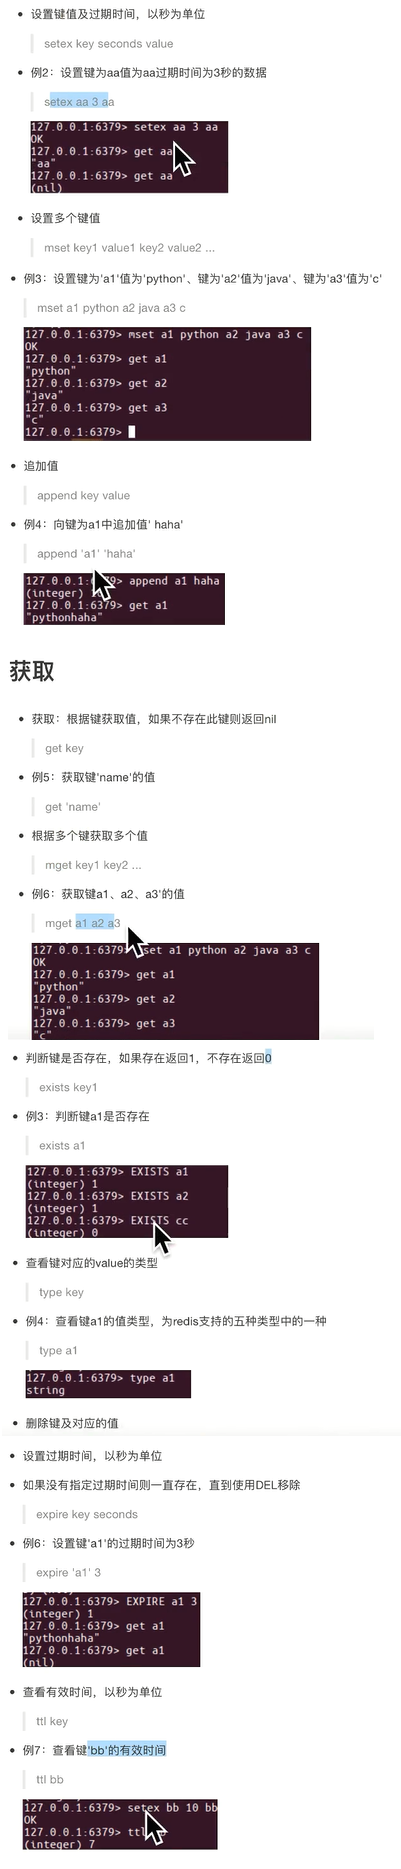 设置键值及过期时间，以秒为单位
setex key seconds value
例2：设置键为aa值为aa过期时间为3秒的数据
setex aa 3 aa
127.0.0.1:6379> setex aa 3 aa
OK
127.0.0.1:6379> get aa
"aa"
127.0.0.1:6379> get aa
(nil)
设置多个键值
mset key1 value1 key2 value2 ...
例3：设置键为'a1'值为'python'、键为'a2'值为'java'、键为'a3'值为'c'
mset a1 python a2 java a3 c
127.0.0.1:6379> mset a1 python a2 java a3 c
OK
127.0.0.1:6379> get a1
"python"
127.0.0.1:6379> get a2
"java"
127.0.0.1:6379> get a3
"c"
127.0.0.1:6379>
追加值
append key value
例4：向键为a1中追加值' haha'
append 'a1' 'haha'
127.0.0.1:6379> append a1 haha
(integer)
127.0.0.1:6379> get a1
"pythonhaha"
获取
获取：根据键获取值，如果不存在此键则返回nil
get key
例5：获取键'name'的值
get 'name'
根据多个键获取多个值
mget key1 key2 ...
例6：获取键a1、a2、a3'的值
mget a1 a2 a3
127.0.0.1:6379> mset a1 python a2 java a3 c
OK
127.0.0.1:6379> get a1
"python"
127.0.0.1:6379> get a2
"java"
127.0.0.1:6379> get a3
"c"
判断键是否存在，如果存在返回1，不存在返回0
exists key1
例3：判断键a1是否存在
exists a1
127.0.0.1:6379> EXISTS a1
(integer) 1
127.0.0.1:6379> EXISTS a2
(integer) 1
127.0.0.1:6379> EXISTS cc
(integer) 0
查看键对应的value的类型
type key
例4：查看键a1的值类型，为redis支持的五种类型中的一种
type a1
127.0.0.1:6379> type a1
string
删除键及对应的值
设置过期时间，以秒为单位
如果没有指定过期时间则一直存在，直到使用DEL移除
expire key seconds
例6：设置键'a1'的过期时间为3秒
expire 'a1' 3
127.0.0.1:6379> EXPIRE a1 3
(integer) 1
127.0.0.1:6379> get a1
"pythonhaha"
127.0.0.1:6379> get a1
(nil)
查看有效时间，以秒为单位
ttl key
例7：查看键'bb'的有效时间
ttl bb
127.0.0.1:6379> setex bb 10 bb
OK
127.0.0.1:6379> ttl
(integer) 7